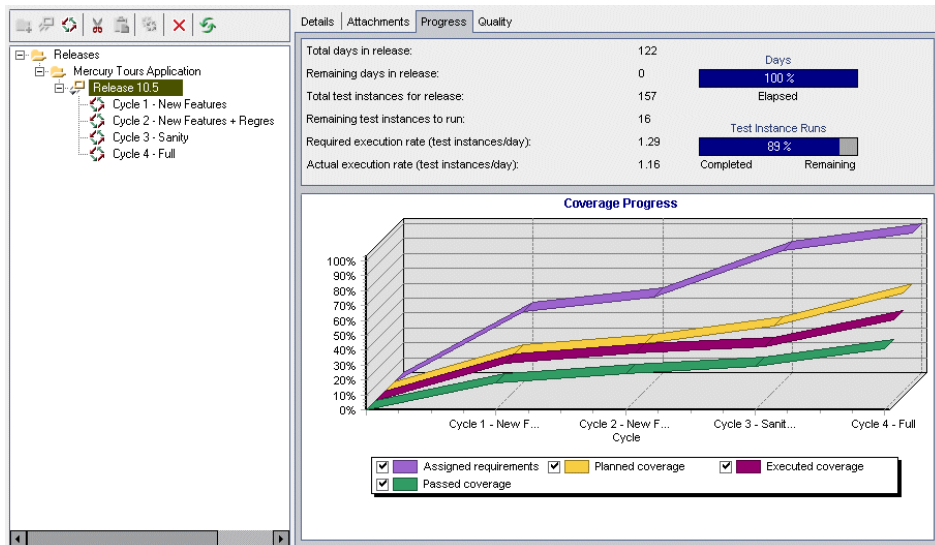 Details Attachments Progress Quality
Releases
Mercury Tours Application
Release 10.5
Cycle 1 - New Features
Cycle 2 - New Features + Regres
Cycle 3 - Sanity
Cycle 4 - Full
Total days in release: 122
Remaining days in release: 0
Total test instances for release: 157
Remaining test instances to run: 16
Required execution rate (test instances/day): 1.29
Actual execution rate (test instances/day): 1.16
Days
100 %
Elapsed
Test Instance Runs
89 %
Completed Remaining
Coverage Progress
100%
90%
80%
70%
60%
50%
40%
30%
20%
10%
0%
Cycle 1 - New F... Cycle 2 - New F... Cycle 3 - Sanit... Cycle 4 - Full
Cycle
Assigned requirements Planned coverage Executed coverage
Passed coverage